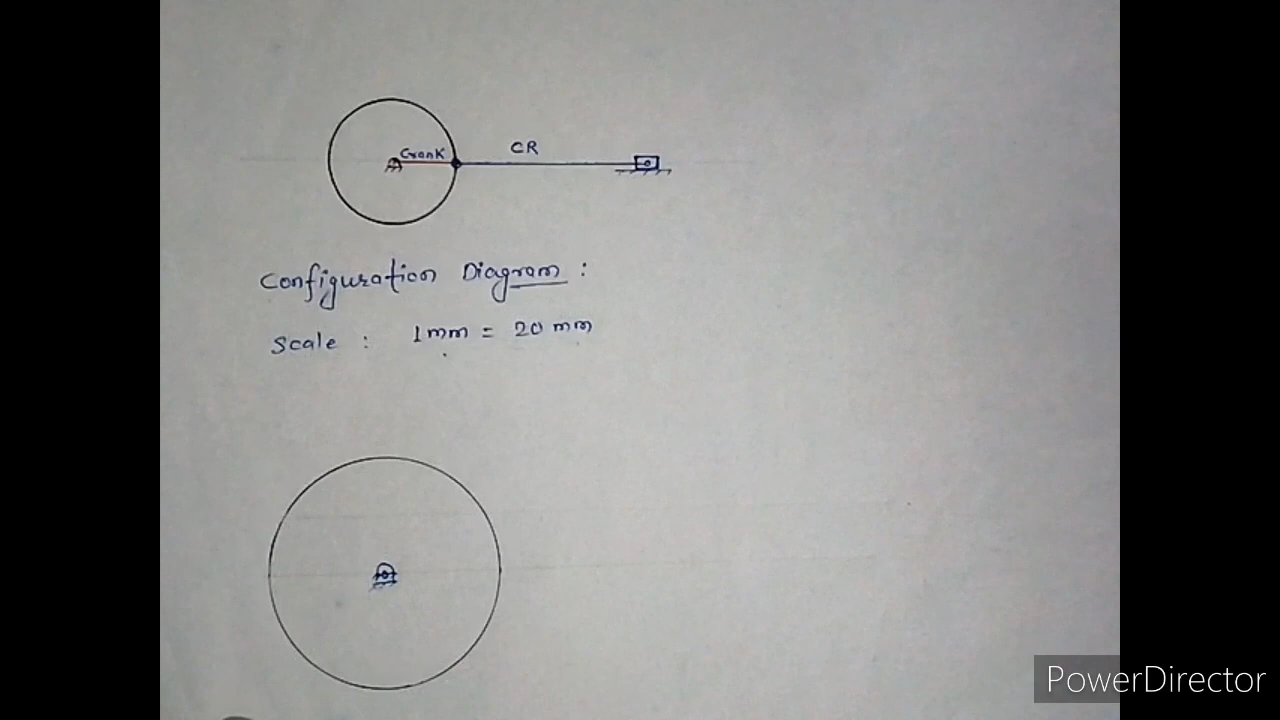 Crank
CR
Configuration Diagram :
Scale : 1mm = 20 mm
PowerDirector